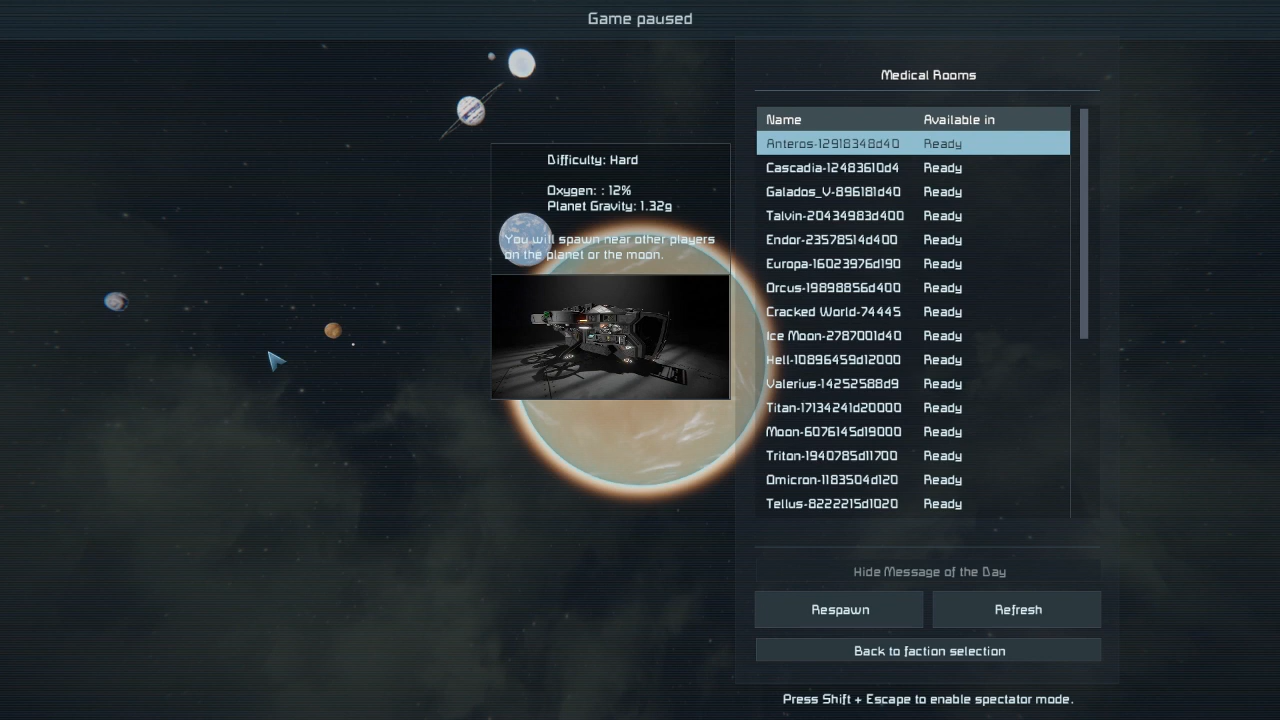 Game paused
Medical Rooms
Name Available in
Anteros-12918348d40 Ready
Cascadia-12483610d4 Ready
Galados_V-896181d40 Ready
Talvin-20434983d400 Ready
Endor-23578514d400 Ready
Europa-16023976d190 Ready
Orcus-19898856d400 Ready
Cracked World-74445 Ready
Ice Moon-2787001d40 Ready
Hell-10896459d12000 Ready
Valerius-14252588d9 Ready
Titan-17134241d20000 Ready
Moon-6076145d19000 Ready
Triton-1940785d11700 Ready
Omicron-1183504d120 Ready
Tellus-8222215d1020 Ready
Difficulty: Hard
Oxygen: : 12%
Planet Gravity: 1.32g
You will spawn near other players
on the planet or the moon.
Hide Message of the Day
Respawn Refresh
Back to faction selection
Press Shift + Escape to enable spectator mode.